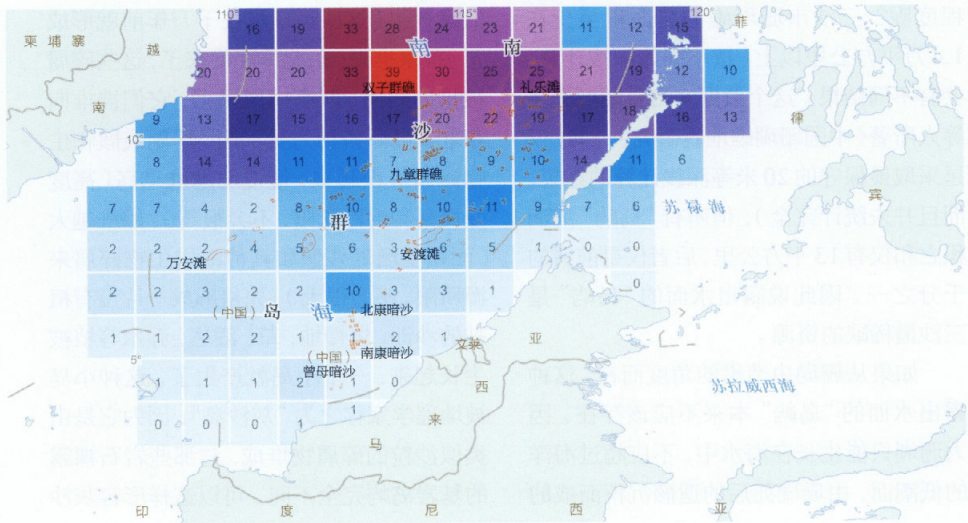 110° 115° 120°
16 19 33 28 24 23 21 11 12 15 菲
柬埔寨 越 南 南
20 20 20 33 39 30 25 25 21 19 12 10
双子群礁 礼乐滩
南 9 13 17 15 16 17 20 22 19 17 18 16 13 律
10° 沙
8 14 14 11 11 7 8 9 10 14 11 6
九章群礁 宾
7 7 4 2 8 10 8 10 11 9 7 6 苏禄海
群
2 2 2 4 5 6 3 6 5 1 0 0
万安滩 安渡滩
2 2 3 2 2 10 3 3 1 0
(中国) 岛 海 北康暗沙 亚
1 1 2 2 1 1 2 1 文莱
5° (中国) 南康暗沙
曾母暗沙
1 1 2 1 0 西 苏拉威西海
1 来
0 0 0 1 马
印 度 尼 西 亚